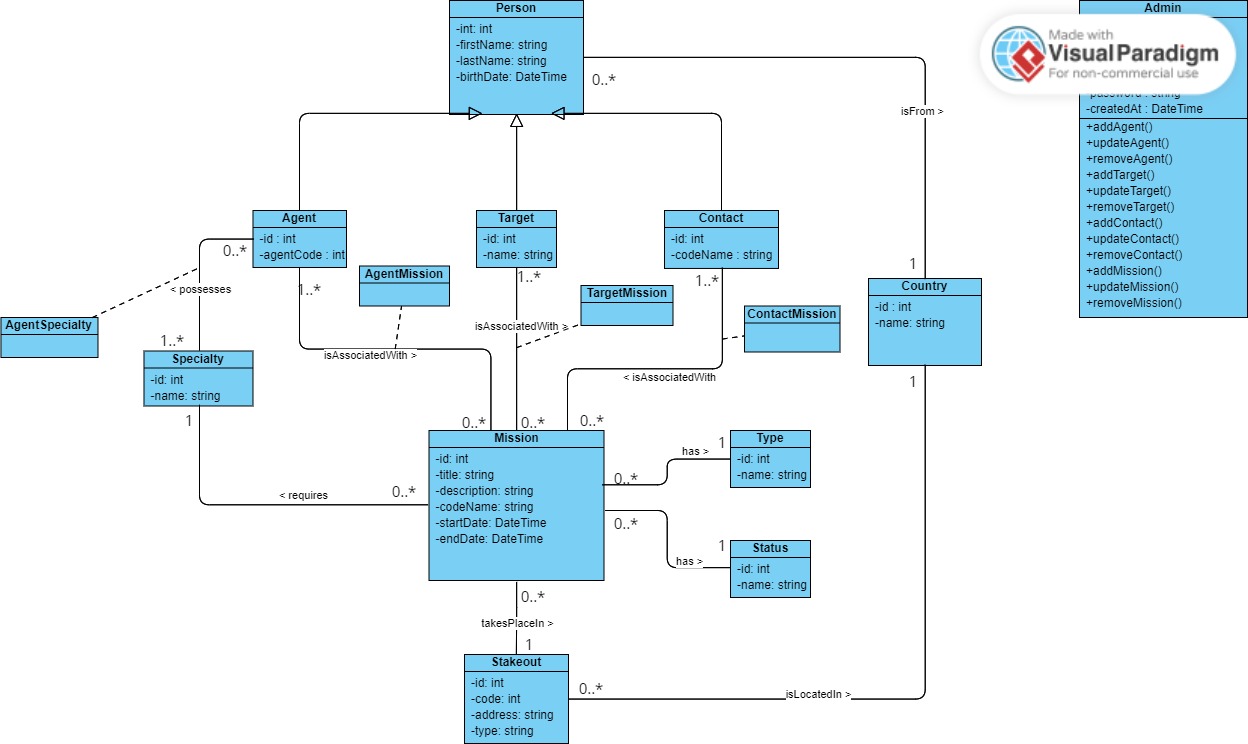 Person
-int: int
-firstName: string
-lastName: string
-birthDate: DateTime
0..*
isFrom >
1
Admin
Made with
Visual Paradigm
For non-commercial use
-password : string
-createdAt : DateTime
+addAgent()
+updateAgent()
+removeAgent()
+addTarget()
+updateTarget()
+removeTarget()
+addContact()
+updateContact()
+removeContact()
+addMission()
+updateMission()
+removeMission()
Agent
-id : int
-agentCode : int
0..*
1..*
Target
-id: int
-name: string
1..*
Contact
-id: int
-codeName : string
1..*
< possesses
AgentSpecialty
AgentMission
isAssociatedWith >
TargetMission
isAssociatedWith >
ContactMission
< isAssociatedWith
Country
-id : int
-name: string
1
1..*
Specialty
-id: int
-name: string
1
< requires
0..*
0..*
0..*
0..*
Mission
-id: int
-title: string
-description: string
-codeName: string
-startDate: DateTime
-endDate: DateTime
0..*
has >
1
Type
-id: int
-name: string
0..*
has >
1
Status
-id: int
-name: string
0..*
takesPlaceIn >
1
Stakeout
-id: int
-code: int
-address: string
-type: string
0..*
isLocatedIn >